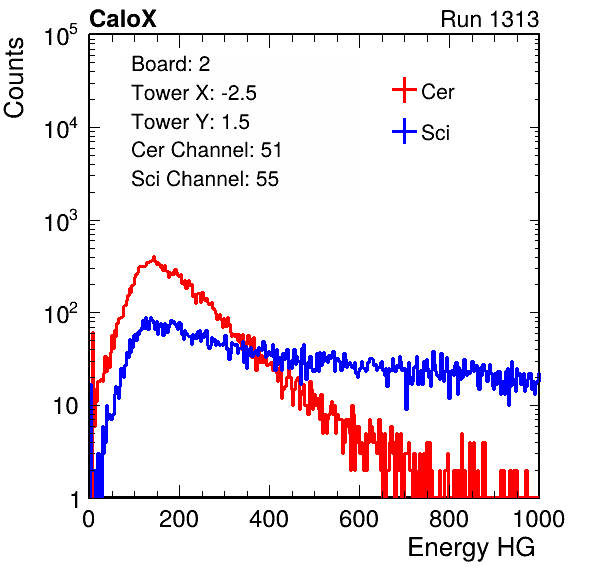 CaloX Run 1313
Counts
Board: 2
Tower X: -2.5
Tower Y: 1.5
Cer Channel: 51
Sci Channel: 55
Cer
Sci
10^5
10^4
10^3
10^2
10
1
0 200 400 600 800 1000
Energy HG